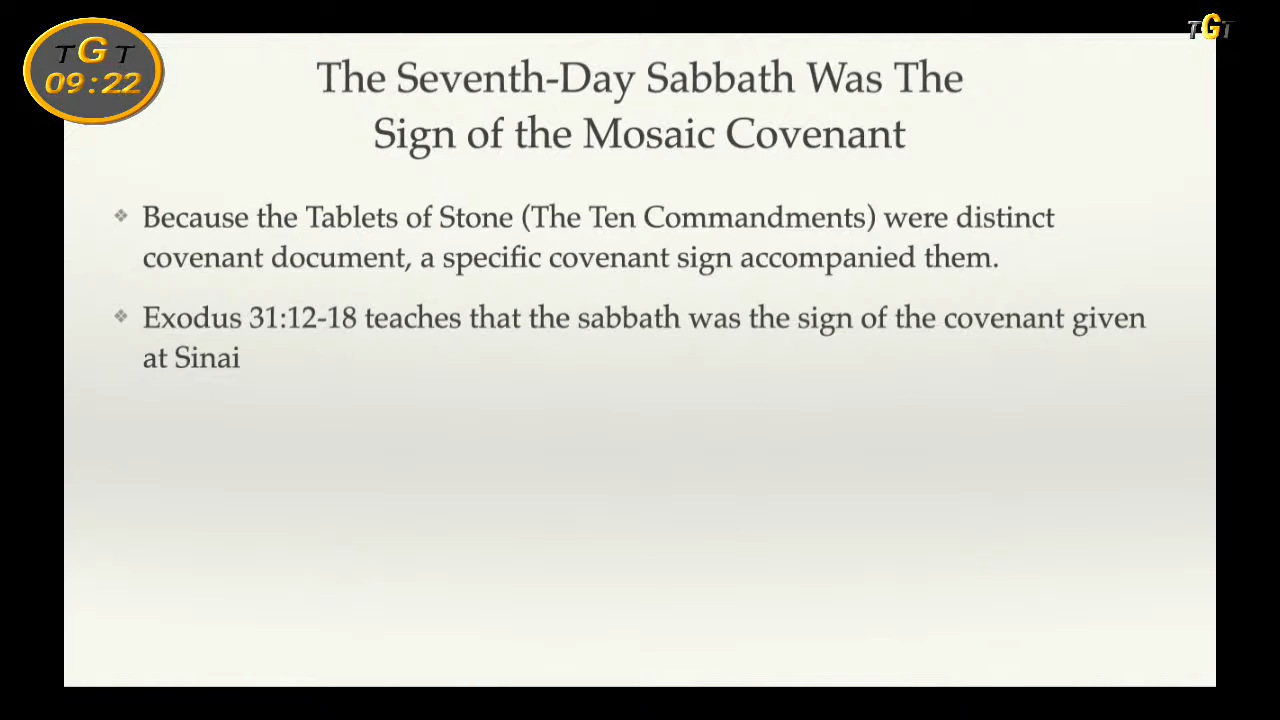 TGT
09:22
TGT
The Seventh-Day Sabbath Was The
Sign of the Mosaic Covenant
❖ Because the Tablets of Stone (The Ten Commandments) were distinct
covenant document, a specific covenant sign accompanied them.
❖ Exodus 31:12-18 teaches that the sabbath was the sign of the covenant given
at Sinai